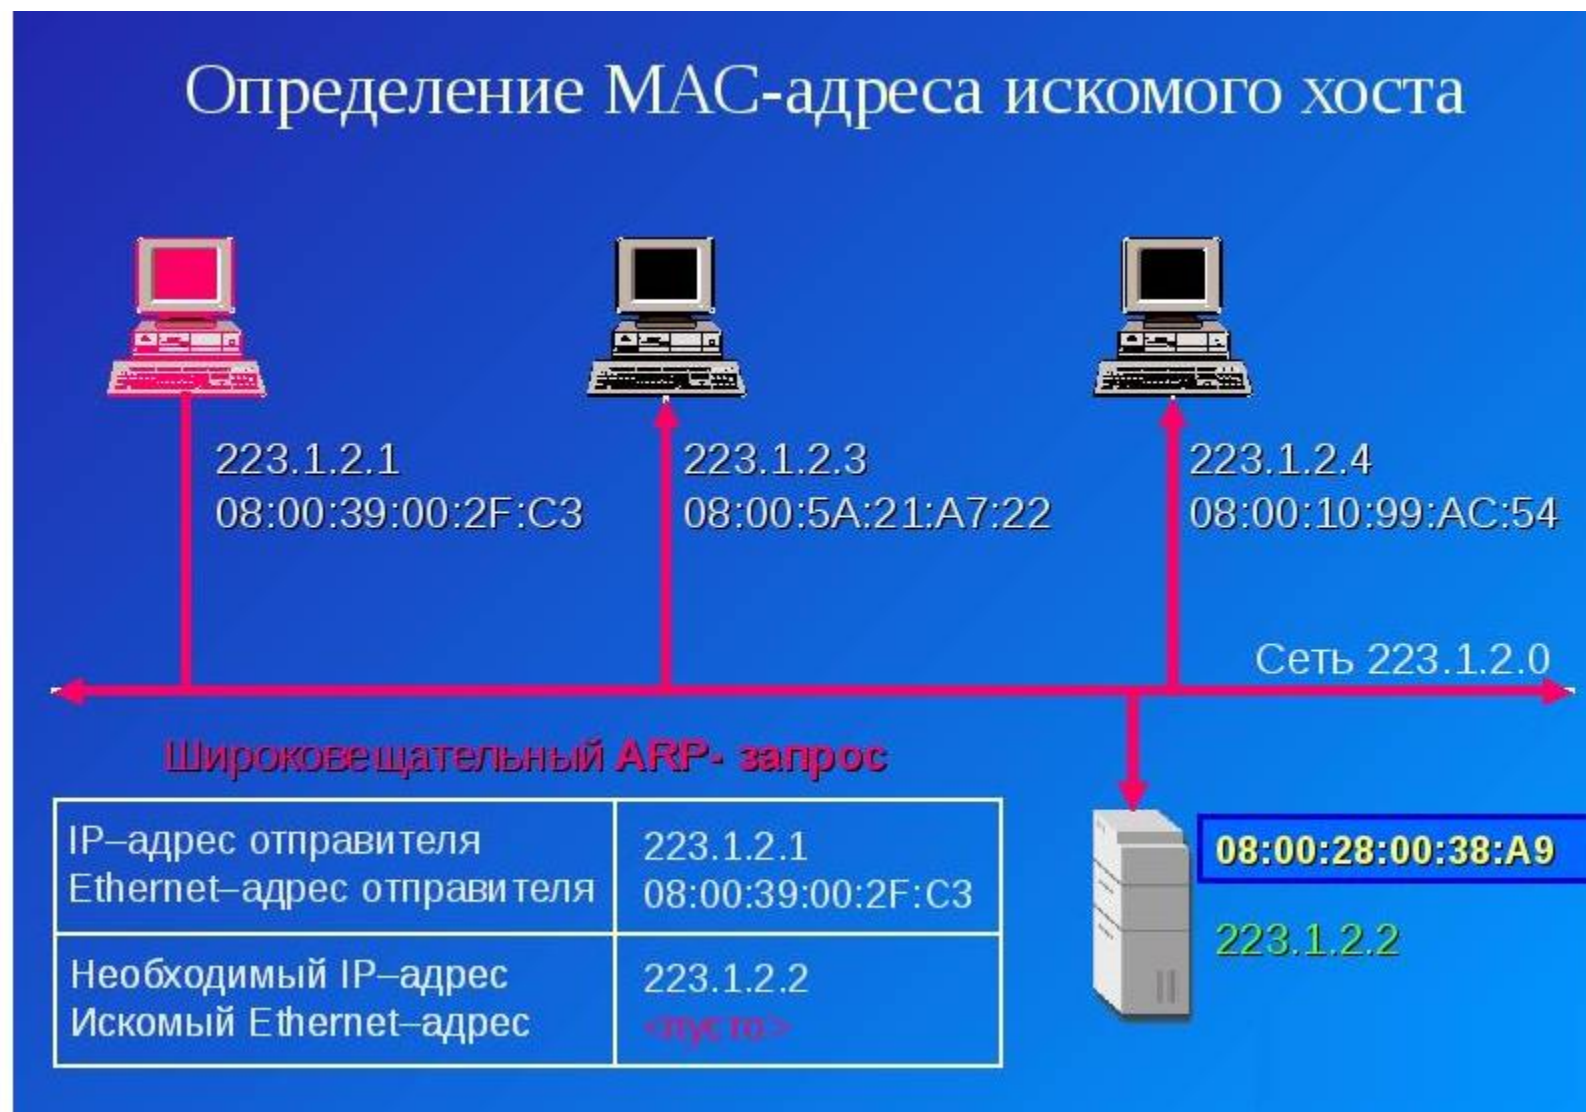 Определение MAC-адреса искомого хоста
223.1.2.1
08:00:39:00:2F:C3
223.1.2.3
08:00:5A:21:A7:22
223.1.2.4
08:00:10:99:AC:54
Сеть 223.1.2.0
Широковещательный ARP- запрос
IP–адрес отправителя 223.1.2.1
Ethernet–адрес отправителя 08:00:39:00:2F:C3
Необходимый IP–адрес 223.1.2.2
Искомый Ethernet–адрес <пусто>
08:00:28:00:38:A9
223.1.2.2